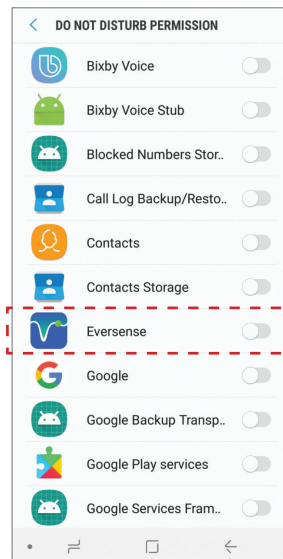 DO NOT DISTURB PERMISSION
Bixby Voice
Bixby Voice Stub
Blocked Numbers Stor..
Call Log Backup/Resto..
Contacts
Contacts Storage
Eversense
Google
Google Backup Transp..
Google Play services
Google Services Fram..